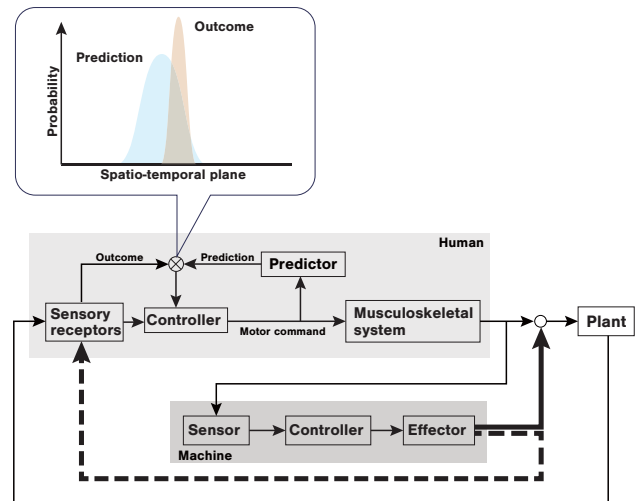 Outcome
Prediction
Probability
Spatio-temporal plane
Human
Outcome
Prediction
Predictor
Sensory
receptors
Controller
Motor command
Musculoskeletal
system
Plant
Sensor
Controller
Effector
Machine